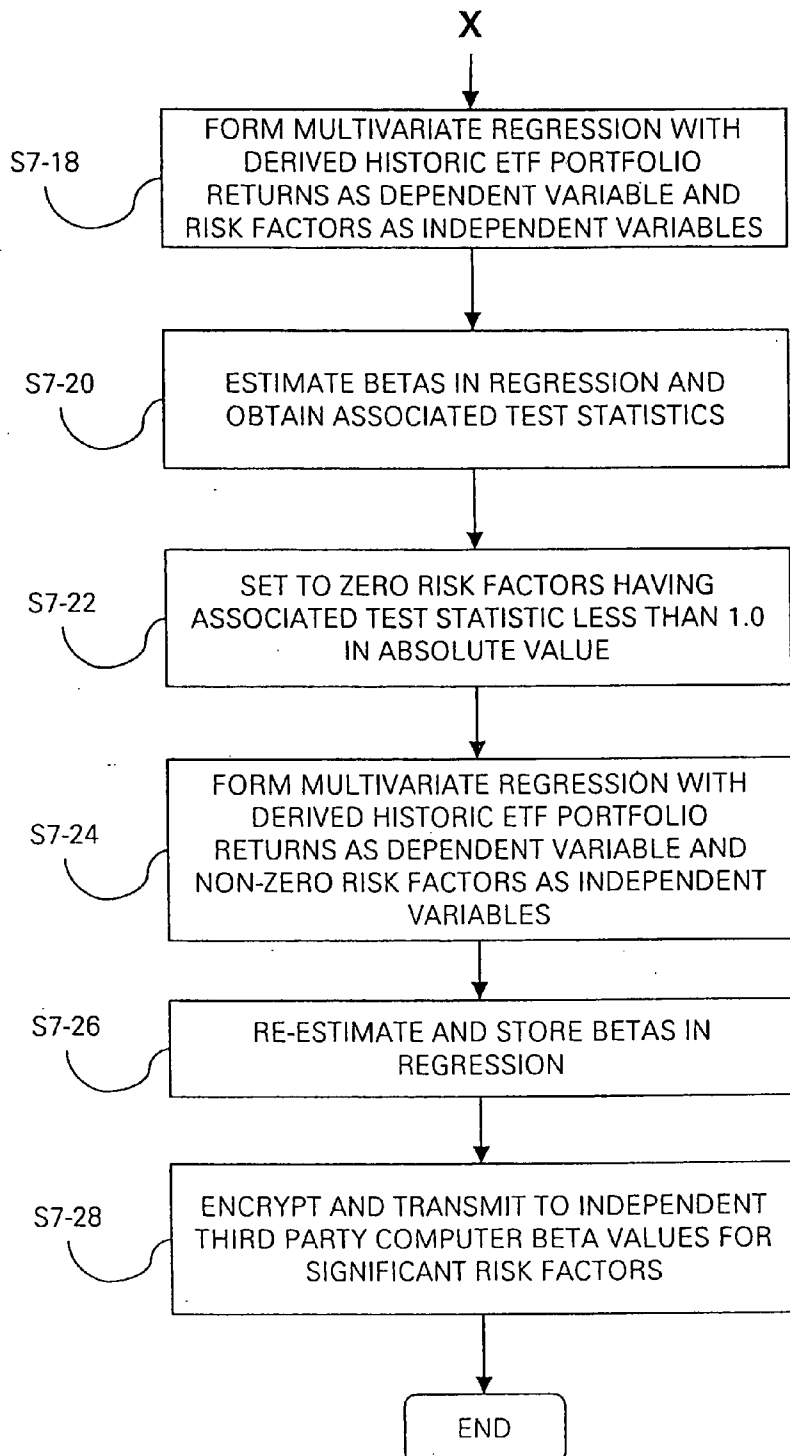 X
S7-18
FORM MULTIVARIATE REGRESSION WITH
DERIVED HISTORIC ETF PORTFOLIO
RETURNS AS DEPENDENT VARIABLE AND
RISK FACTORS AS INDEPENDENT VARIABLES
S7-20
ESTIMATE BETAS IN REGRESSION AND
OBTAIN ASSOCIATED TEST STATISTICS
S7-22
SET TO ZERO RISK FACTORS HAVING
ASSOCIATED TEST STATISTIC LESS THAN 1.0
IN ABSOLUTE VALUE
S7-24
FORM MULTIVARIATE REGRESSION WITH
DERIVED HISTORIC ETF PORTFOLIO
RETURNS AS DEPENDENT VARIABLE AND
NON-ZERO RISK FACTORS AS INDEPENDENT
VARIABLES
S7-26
RE-ESTIMATE AND STORE BETAS IN
REGRESSION
S7-28
ENCRYPT AND TRANSMIT TO INDEPENDENT
THIRD PARTY COMPUTER BETA VALUES FOR
SIGNIFICANT RISK FACTORS
END